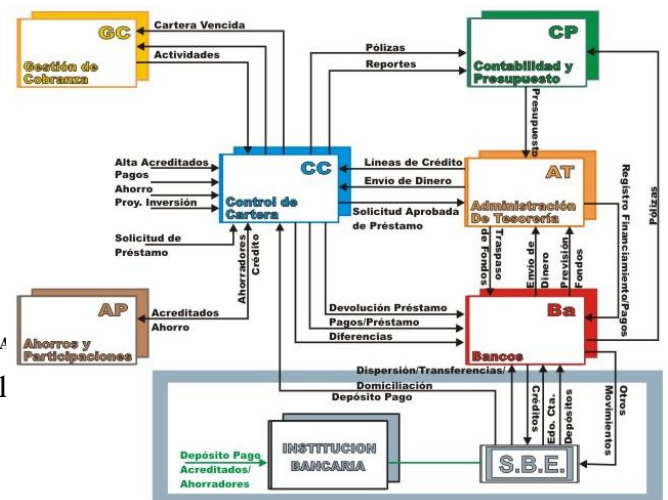 GC
Gestión de
Cobranza
Cartera Vencida
Actividades
Pólizas
Reportes
CP
Contabilidad y
Presupuesto
Presupuesto
Alta Acreditados
Pagos
Ahorro
Proy. Inversión
Solicitud de
Préstamo
CC
Control de
Cartera
Líneas de Crédito
Envío de Dinero
Solicitud Aprobada
de Préstamo
AT
Administración
De Tesorería
Registro Financiamiento/Pagos
Pólizas
Ahorradores
Crédito
Traspaso
de Fondos
Envío de
Dinero
Previsión
Fondos
AP
Ahorros y
Participaciones
Acreditados
Ahorro
Devolución Préstamo
Pagos/Préstamo
Diferencias
Ba
Bancos
Dispersión/Transferencias/
Domiciliación
Depósito Pago
Créditos
Edo. Cta.
Depósitos
Otros
Movimientos
Depósito Pago
Acreditados/
Ahorradores
INSTITUCION
BANCARIA
S.B.E.